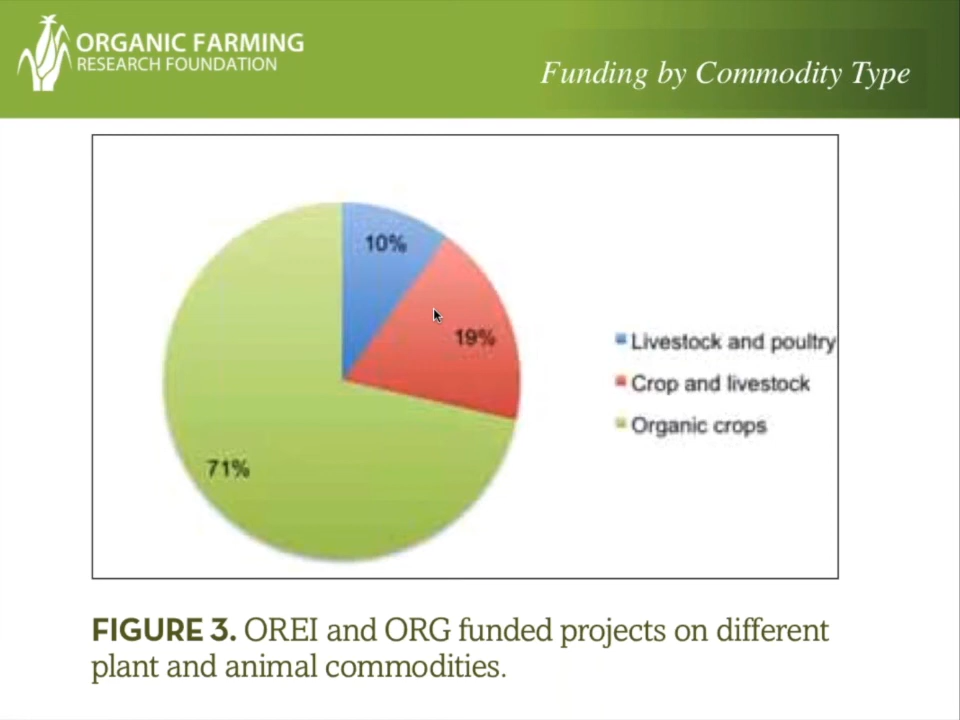 ORGANIC FARMING
RESEARCH FOUNDATION
Funding by Commodity Type
10%
19%
71%
Livestock and poultry
Crop and livestock
Organic crops
FIGURE 3. OREI and ORG funded projects on different
plant and animal commodities.